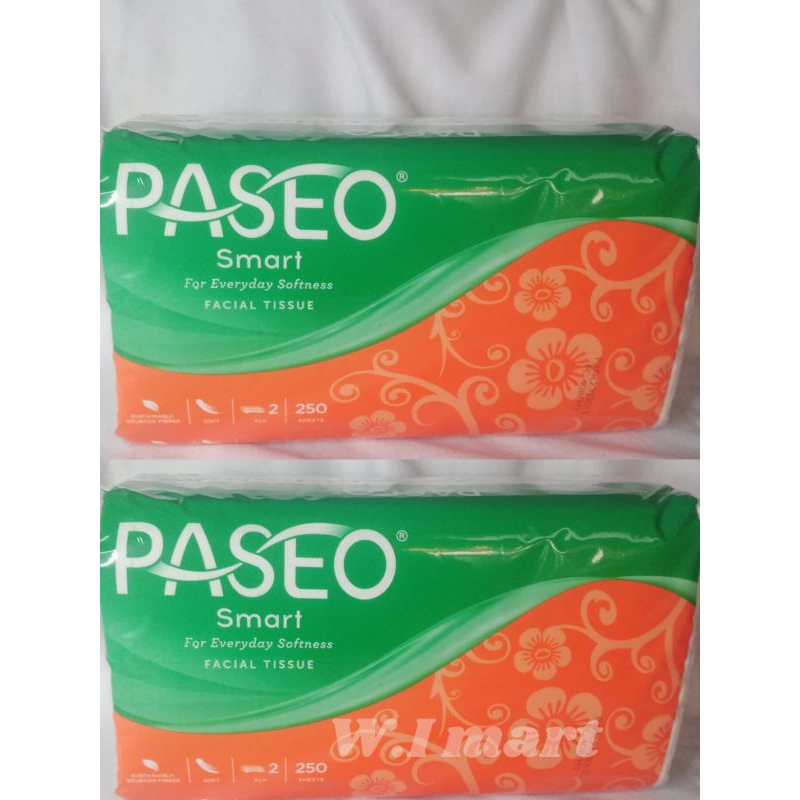 PASEO®
Smart
For Everyday Softness
FACIAL TISSUE
SUSTAINABLY
SOURCED FIBRES
SOFT
2
PLY
250
SHEETS
PASEO®
Smart
For Everyday Softness
FACIAL TISSUE
W.I mart
SUSTAINABLY
SOURCED FIBRES
SOFT
2
PLY
250
SHEETS